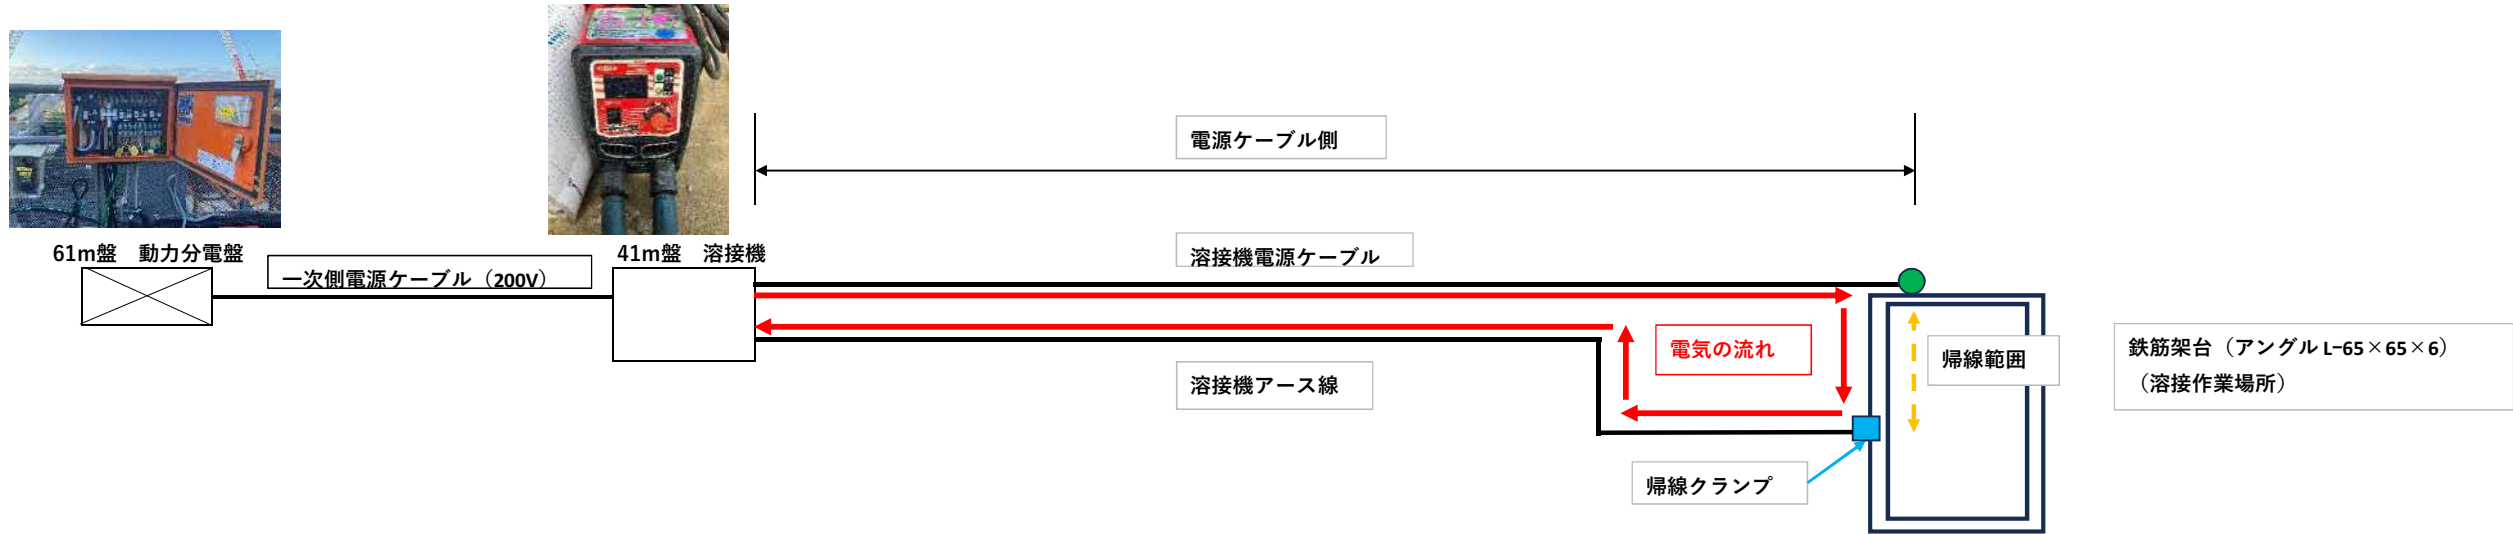 電源ケーブル側
61m盤　動力分電盤
41m盤　溶接機
一次側電源ケーブル（200V）
溶接機電源ケーブル
電気の流れ
帰線範囲
鉄筋架台（アングル L-65×65×6）
（溶接作業場所）
溶接機アース線
帰線クランプ